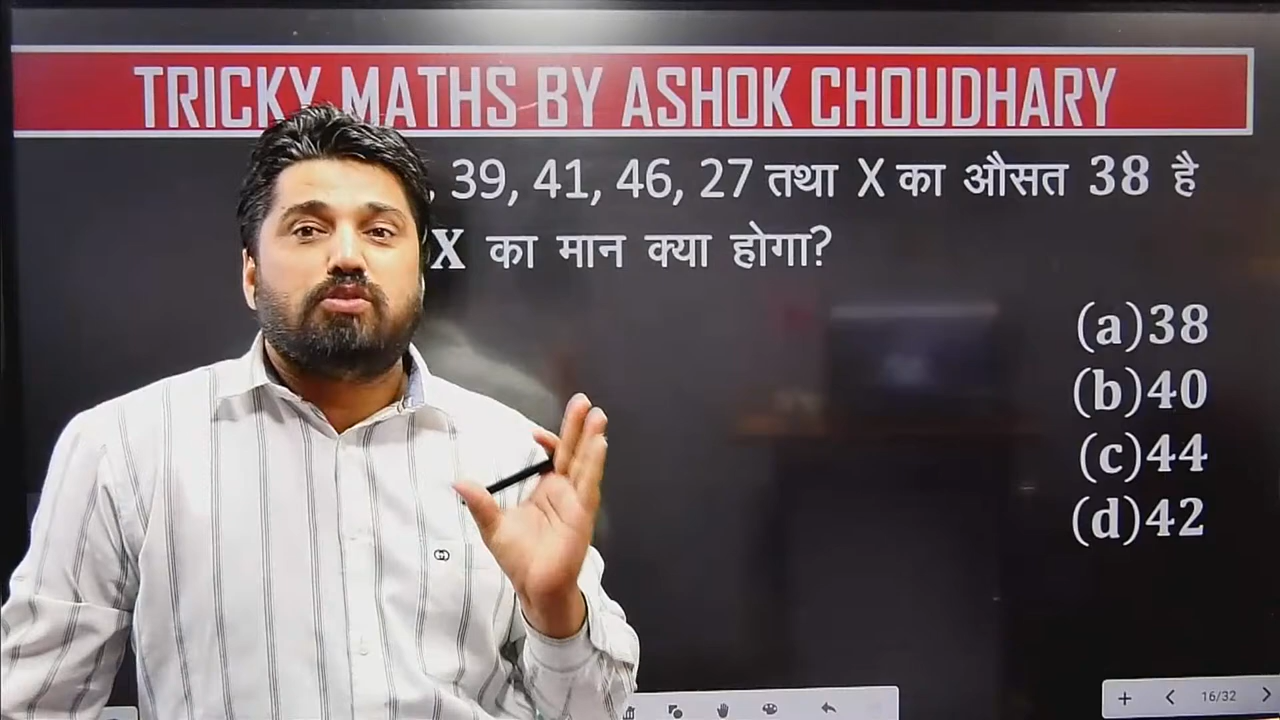 TRICKY MATHS BY ASHOK CHOUDHARY
, 39, 41, 46, 27 तथा X का औसत 38 है
X का मान क्या होगा?
(a)38
(b)40
(c)44
(d)42
16/32